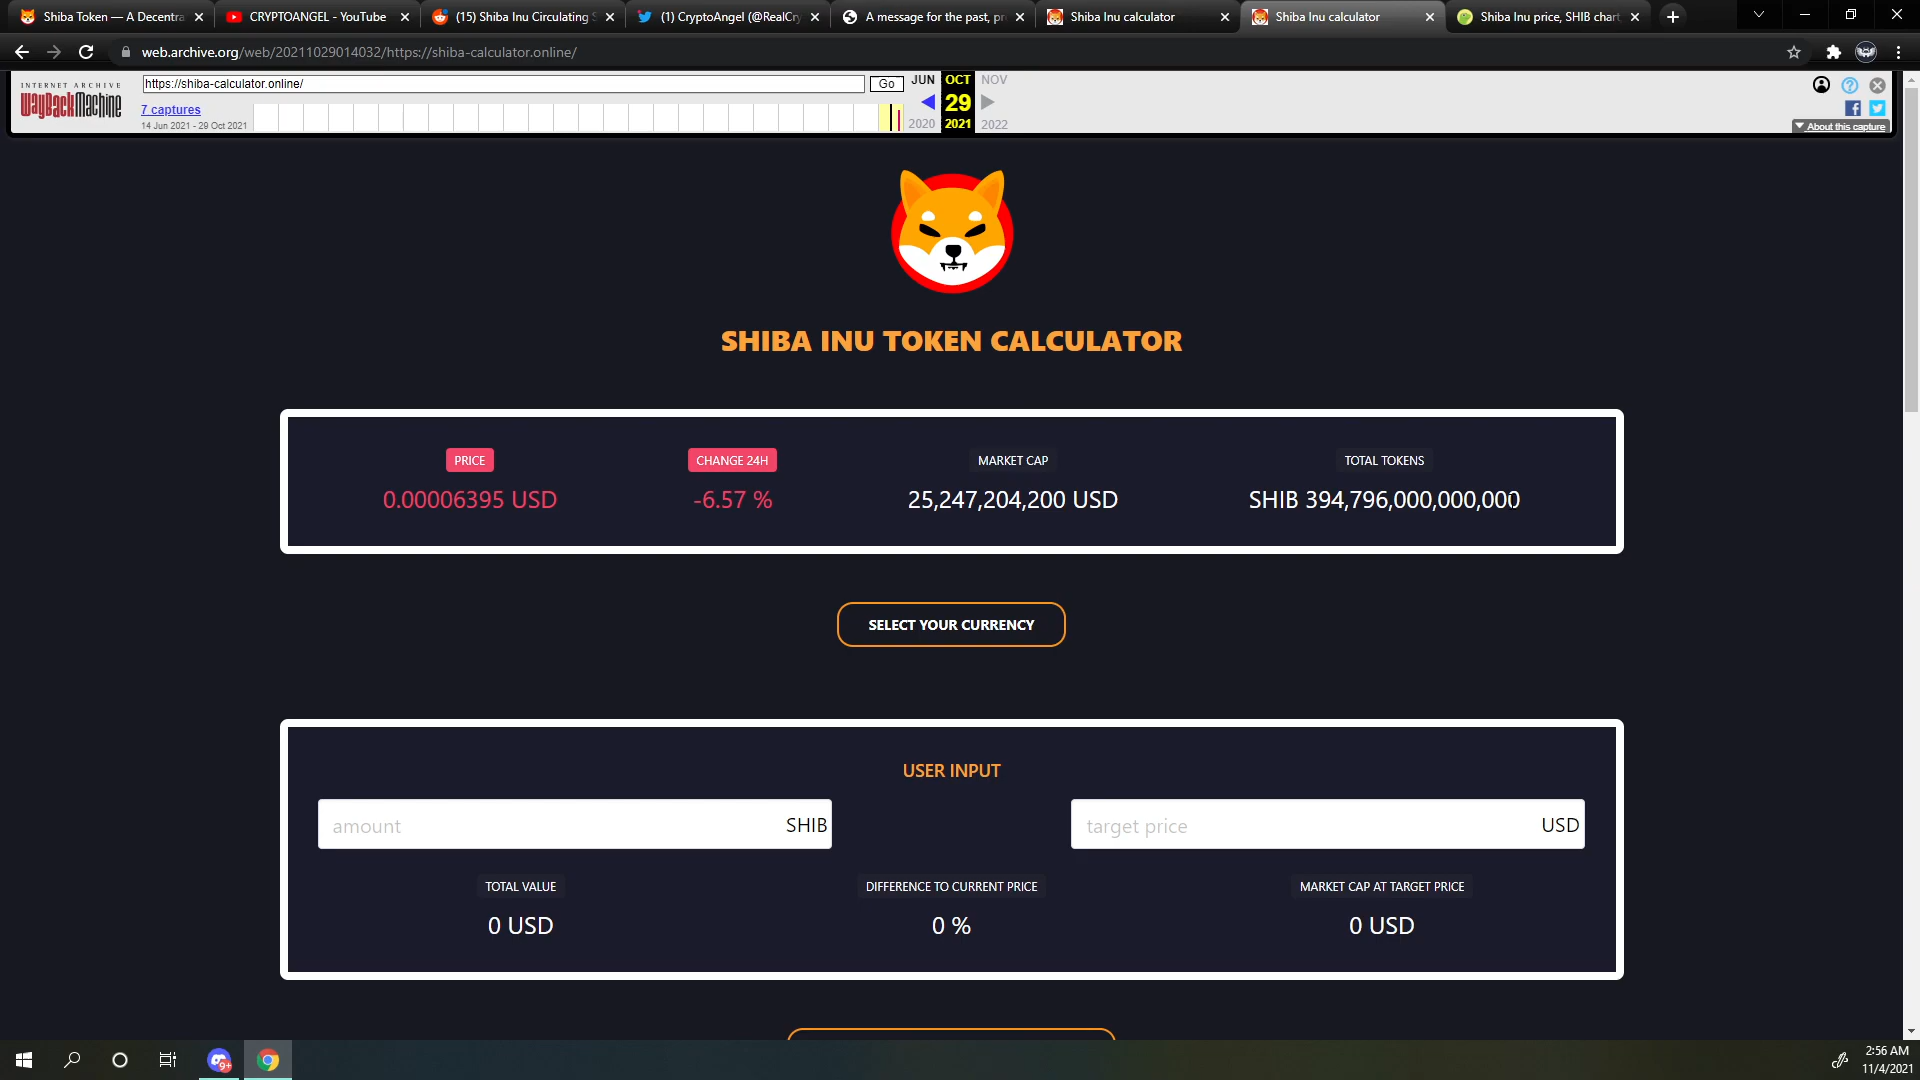 Shiba Token — A Decentra
CRYPTOANGEL - YouTube
(15) Shiba Inu Circulating S
(1) CryptoAngel (@RealCry
A message for the past, pr
Shiba Inu calculator
Shiba Inu calculator
Shiba Inu price, SHIB chart,
web.archive.org/web/20211029014032/https://shiba-calculator.online/
INTERNET ARCHIVE
WayBackMachine
https://shiba-calculator.online/
Go
JUN
OCT
NOV
7 captures
29
14 Jun 2021 - 29 Oct 2021
2020
2021
2022
About this capture
SHIBA INU TOKEN CALCULATOR
PRICE
CHANGE 24H
MARKET CAP
TOTAL TOKENS
0.00006395 USD
-6.57 %
25,247,204,200 USD
SHIB 394,796,000,000,000
SELECT YOUR CURRENCY
USER INPUT
amount
SHIB
target price
USD
TOTAL VALUE
DIFFERENCE TO CURRENT PRICE
MARKET CAP AT TARGET PRICE
0 USD
0 %
0 USD
9+
2:56 AM
11/4/2021